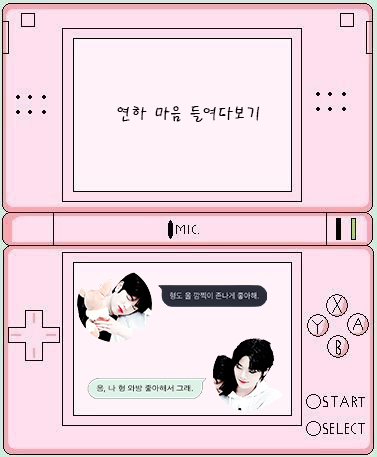 연하 마음 들여다보기
MIC.
형도 몸 깜찍이 존나게 좋아해.
응, 나 형 와방 좋아해서 그래.
X
Y A
B
START
SELECT